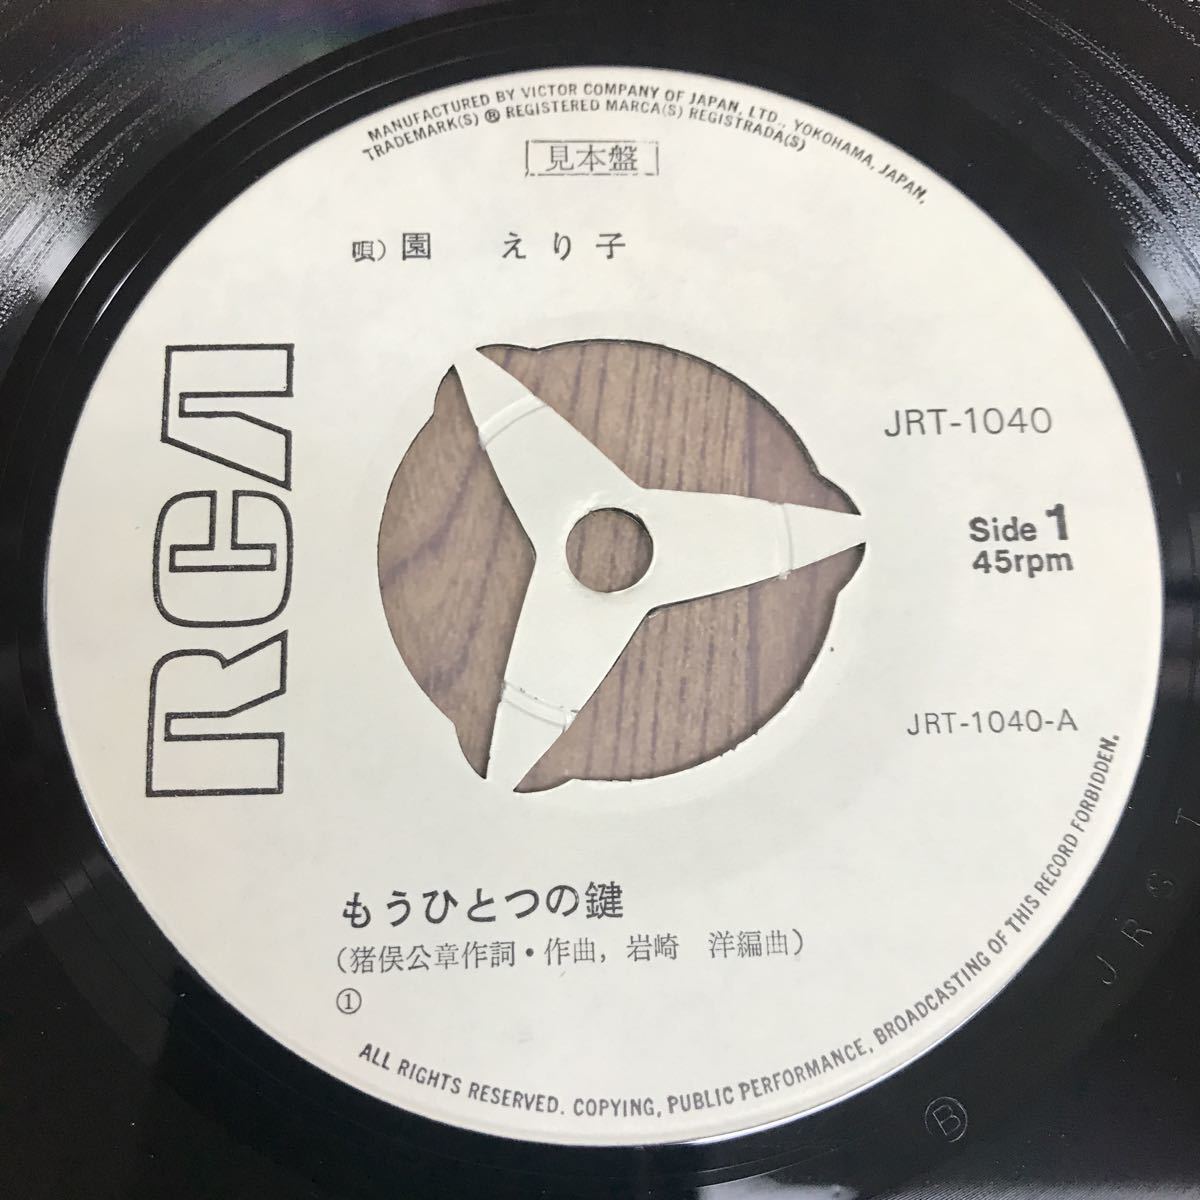 MANUFACTURED BY VICTOR COMPANY OF JAPAN, LTD., YOKOHAMA, JAPAN,
TRADEMARK(S) ® REGISTERED MARCA(S) REGISTRADA(S)
見本盤
唄）園 えり子
RCA
JRT-1040
Side 1
45rpm
JRT-1040-A
もうひとつの鍵
（猪俣公章作詞・作曲，岩崎 洋編曲）
①
ALL RIGHTS RESERVED. COPYING, PUBLIC PERFORMANCE, BROADCASTING OF THIS RECORD FORBIDDEN.
Ⓑ